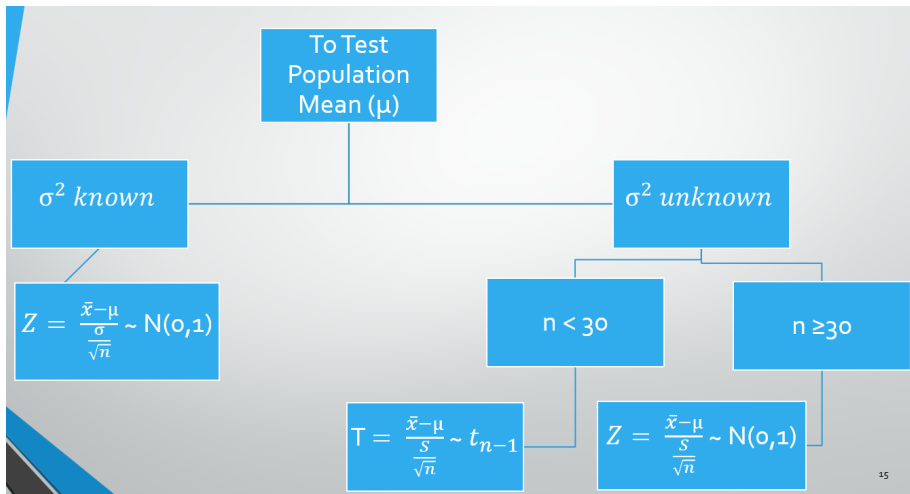 To Test
Population
Mean (μ)
σ² known
σ² unknown
Z = x̄−μ / σ/√n ~ N(0,1)
n < 30
n ≥30
T = x̄−μ / S/√n ~ tₙ₋₁
Z = x̄−μ / S/√n ~ N(0,1)
15